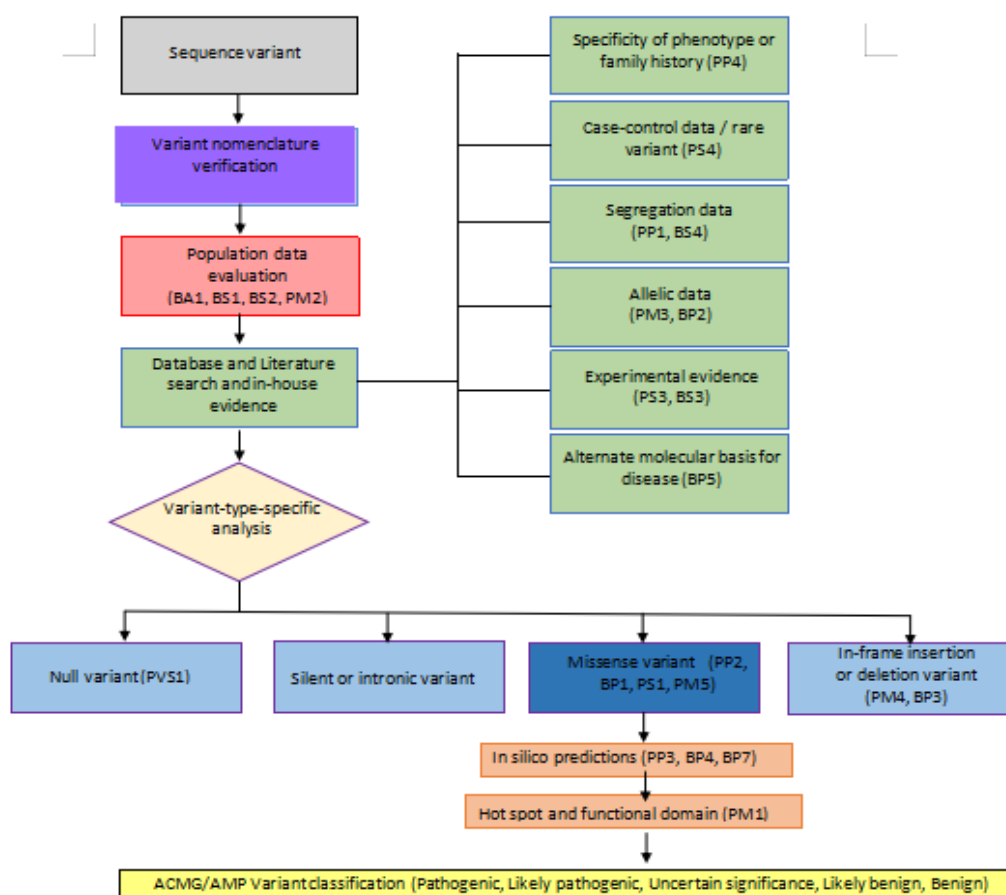 Sequence variant
Variant nomenclature
verification
Population data
evaluation
(BA1, BS1, BS2, PM2)
Database and Literature
search and in-house
evidence
Variant-type-specific
analysis
Specificity of phenotype or
family history (PP4)
Case-control data / rare
variant (PS4)
Segregation data
(PP1, BS4)
Allelic data
(PM3, BP2)
Experimental evidence
(PS3, BS3)
Alternate molecular basis for
disease (BP5)
Null variant (PVS1)
Silent or intronic variant
Missense variant (PP2,
BP1, PS1, PM5)
In-frame insertion
or deletion variant
(PM4, BP3)
In silico predictions (PP3, BP4, BP7)
Hot spot and functional domain (PM1)
ACMG/AMP Variant classification (Pathogenic, Likely pathogenic, Uncertain significance, Likely benign, Benign)